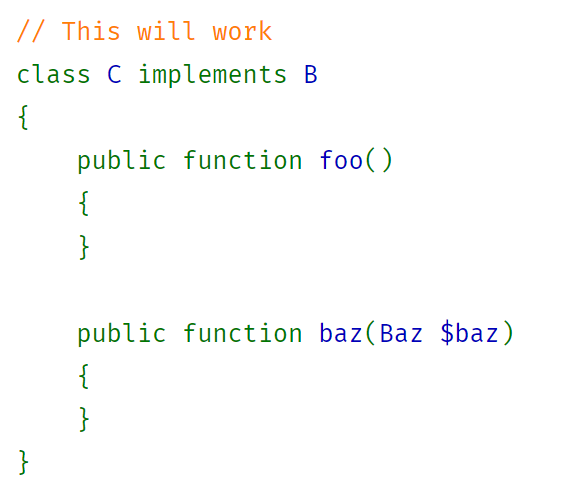 // This will work
class C implements B
{
    public function foo()
    {
    }

    public function baz(Baz $baz)
    {
    }
}